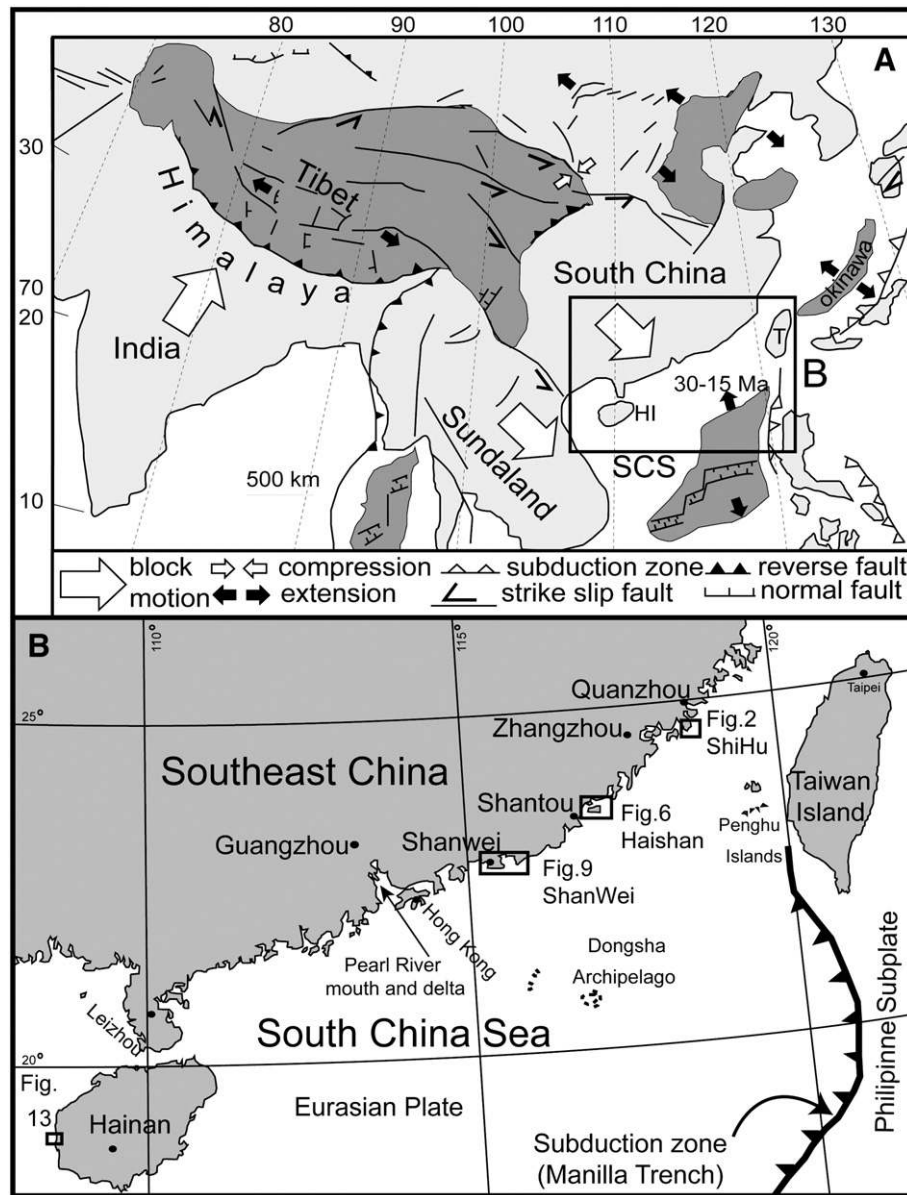 80 90 100 110 120 130
A
30
Himalaya
Tibet
South China
okinawa
70
20
India
T
B
30-15 Ma
HI
Sundaland
SCS
500 km
10
block motion
compression
extension
subduction zone
strike slip fault
reverse fault
normal fault
B
110°
115°
120°
Taipei
Quanzhou
25°
Zhangzhou
Fig.2
ShiHu
Southeast China
Taiwan
Island
Shantou
Fig.6
Haishan
Penghu
Islands
Guangzhou
Shanwei
Fig.9
ShanWei
Hong Kong
Pearl River
mouth and delta
Dongsha
Archipelago
Leizhou
South China Sea
Philipinne Subplate
20°
Fig.
13
Hainan
Eurasian Plate
Subduction zone
(Manilla Trench)